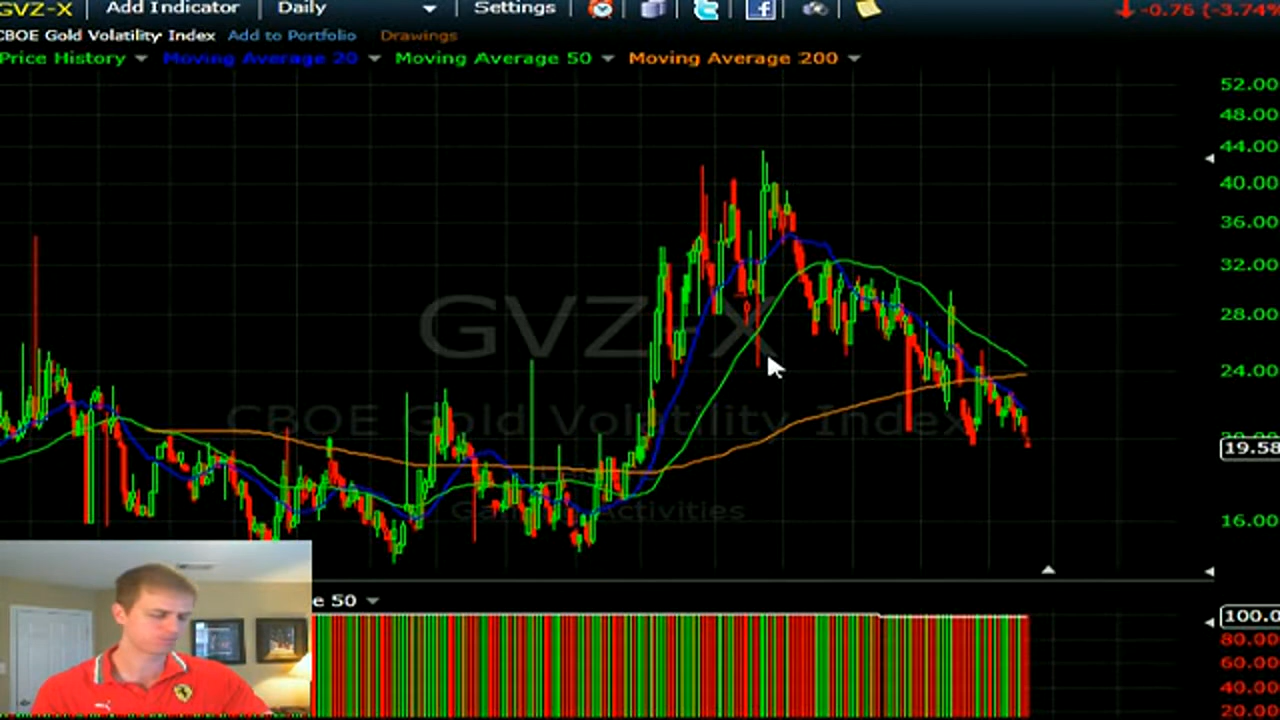 GVZ-X Add Indicator Daily Settings -0.76 (-3.74%
CBOE Gold Volatility Index Add to Portfolio Drawings
Price History Moving Average 20 Moving Average 50 Moving Average 200
52.00
48.00
44.00
40.00
36.00
32.00
28.00
GVZ-X
24.00
CBOE Gold Volatility Index
19.58
Activities
16.00
e 50
100.0
80.00
60.00
40.00
20.00